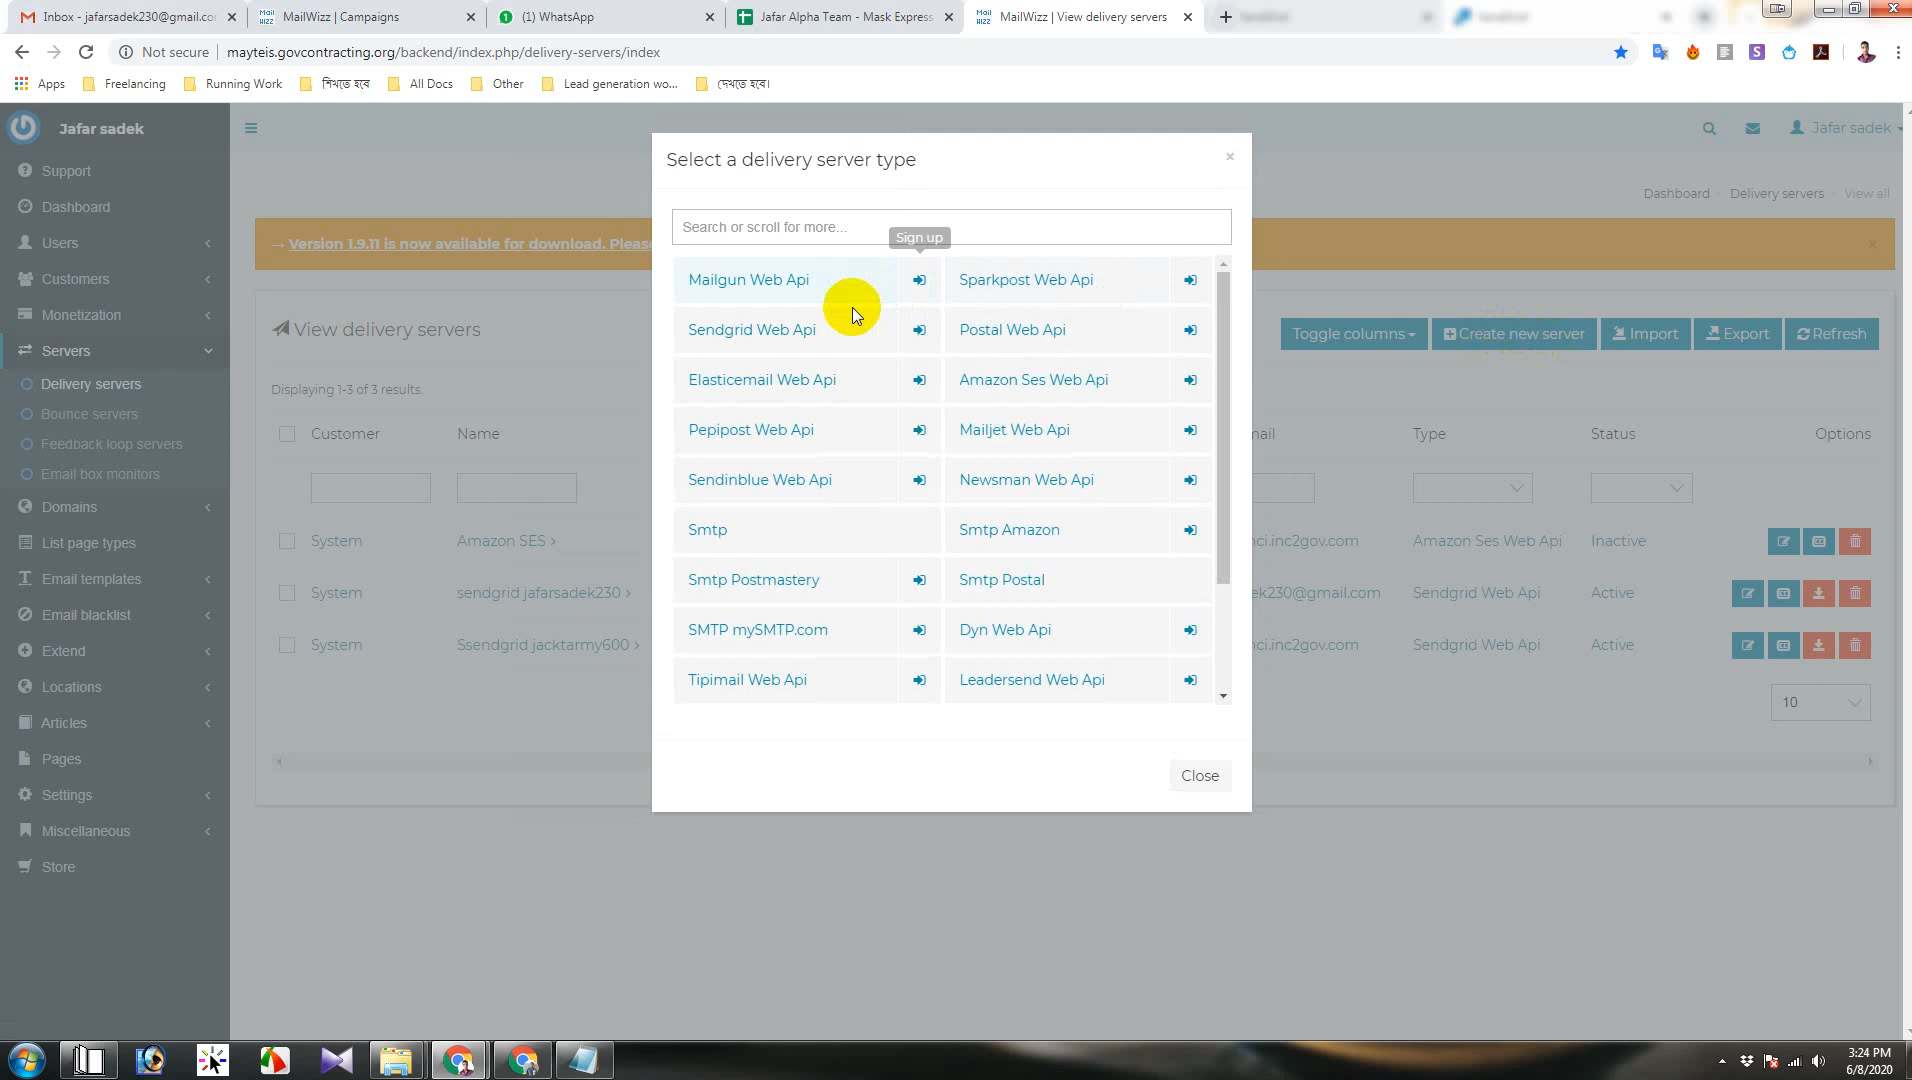 Inbox - jafarsadek230@gmail.co
MailWizz | Campaigns
(1) WhatsApp
Jafar Alpha Team - Mask Express
MailWizz | View delivery servers
Not secure | mayteis.govcontracting.org/backend/index.php/delivery-servers/index
Apps
Freelancing
Running Work
শিখতে হবে
All Docs
Other
Lead generation wo...
দেখতে হবে।
Jafar sadek
Support
Dashboard
Users
Customers
Monetization
Servers
Delivery servers
Bounce servers
Feedback loop servers
Email box monitors
Domains
List page types
Email templates
Email blacklist
Extend
Locations
Articles
Pages
Settings
Miscellaneous
Store
Jafar sadek
Dashboard
Delivery servers
View all
→ Version 1.9.11 is now available for download. Please
View delivery servers
Toggle columns
Create new server
Import
Export
Refresh
Displaying 1-3 of 3 results.
Customer Name ail Type Status Options
System Amazon SES > nci.inc2gov.com Amazon Ses Web Api Inactive
System sendgrid jafarsadek230 > ek230@gmail.com Sendgrid Web Api Active
System Ssendgrid jacktarmy600 > nci.inc2gov.com Sendgrid Web Api Active
10
Select a delivery server type
×
Search or scroll for more...
Sign up
Mailgun Web Api Sparkpost Web Api
Sendgrid Web Api Postal Web Api
Elasticemail Web Api Amazon Ses Web Api
Pepipost Web Api Mailjet Web Api
Sendinblue Web Api Newsman Web Api
Smtp Smtp Amazon
Smtp Postmastery Smtp Postal
SMTP mySMTP.com Dyn Web Api
Tipimail Web Api Leadersend Web Api
Close
3:24 PM
6/8/2020